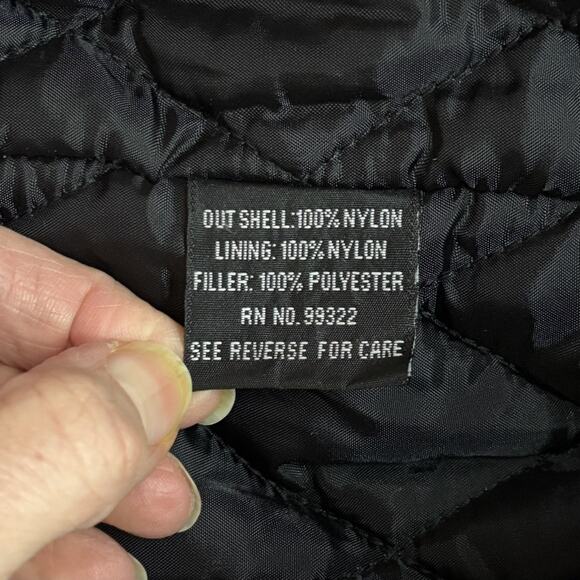 OUT SHELL:100% NYLON
LINING: 100% NYLON
FILLER: 100% POLYESTER
RN NO. 99322
SEE REVERSE FOR CARE